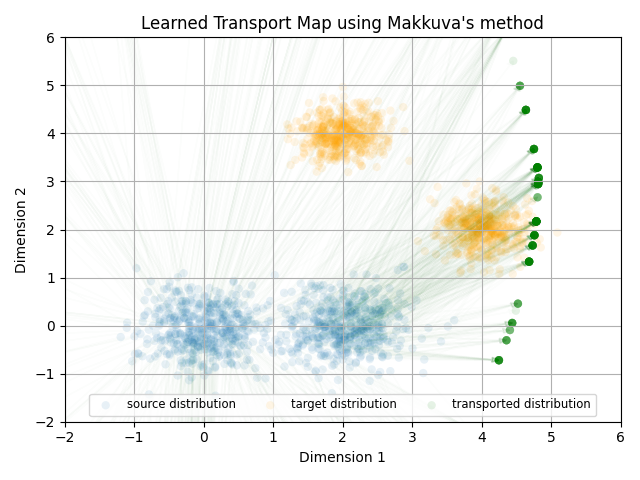 Learned Transport Map using Makkuva's method
Dimension 2
6
5
4
3
2
1
0
−1
−2
source distribution target distribution transported distribution
−2 −1 0 1 2 3 4 5 6
Dimension 1